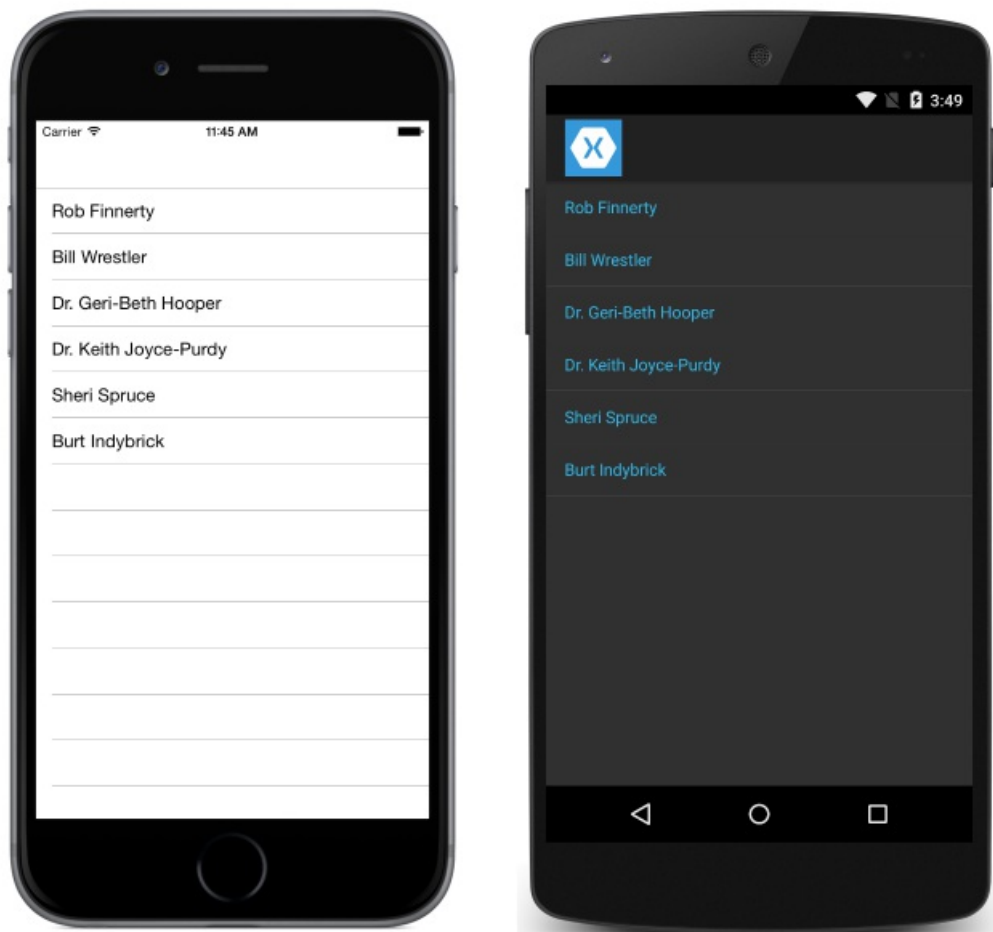 Carrier 11:45 AM
Rob Finnerty
Bill Wrestler
Dr. Geri-Beth Hooper
Dr. Keith Joyce-Purdy
Sheri Spruce
Burt Indybrick
3:49
X
Rob Finnerty
Bill Wrestler
Dr. Geri-Beth Hooper
Dr. Keith Joyce-Purdy
Sheri Spruce
Burt Indybrick